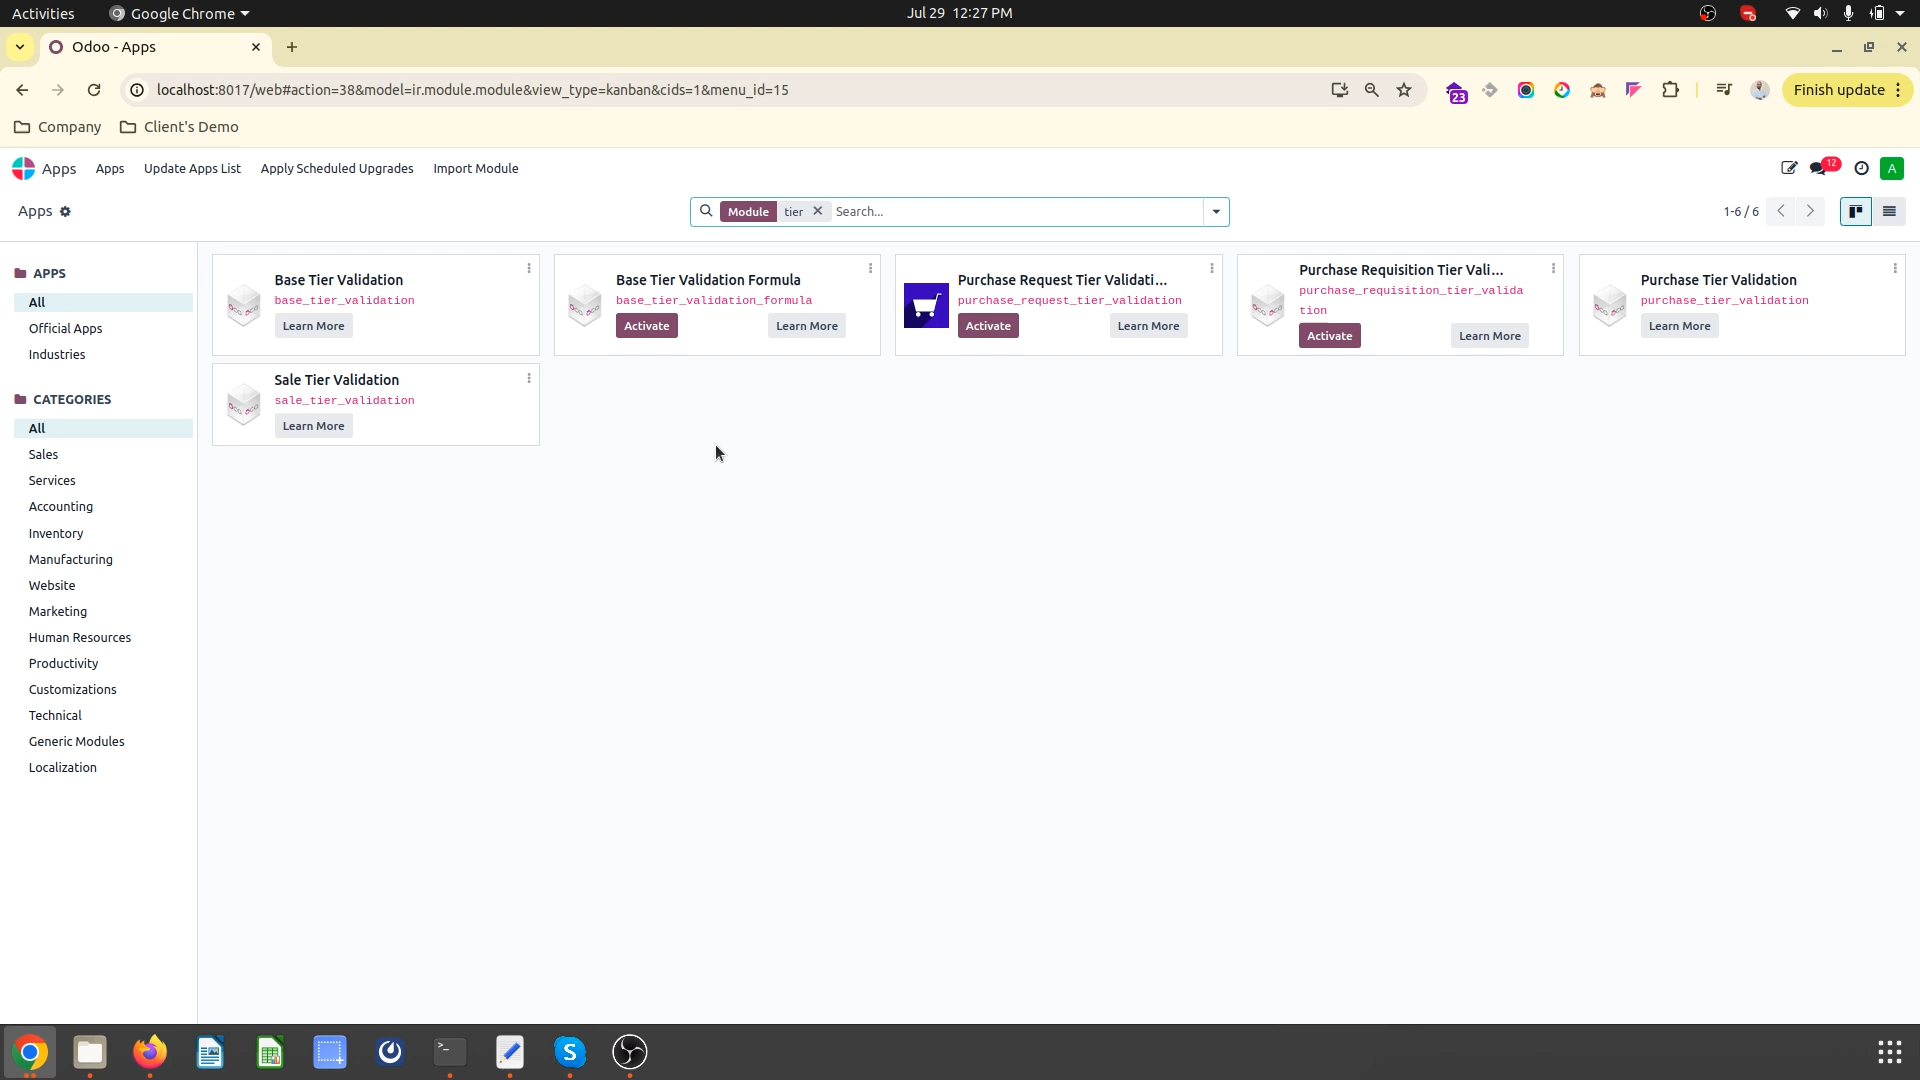 Activities
Google Chrome
Jul 29 12:27 PM
Odoo - Apps
localhost:8017/web#action=38&model=ir.module.module&view_type=kanban&cids=1&menu_id=15
23
Finish update
Company
Client's Demo
Apps
Apps
Update Apps List
Apply Scheduled Upgrades
Import Module
12
A
Apps
Module
tier
Search...
1-6 / 6
APPS
All
Official Apps
Industries
CATEGORIES
All
Sales
Services
Accounting
Inventory
Manufacturing
Website
Marketing
Human Resources
Productivity
Customizations
Technical
Generic Modules
Localization
Base Tier Validation
base_tier_validation
Learn More
Base Tier Validation Formula
base_tier_validation_formula
Activate
Learn More
Purchase Request Tier Validati...
purchase_request_tier_validation
Activate
Learn More
Purchase Requisition Tier Vali...
purchase_requisition_tier_valida
tion
Activate
Learn More
Purchase Tier Validation
purchase_tier_validation
Learn More
Sale Tier Validation
sale_tier_validation
Learn More